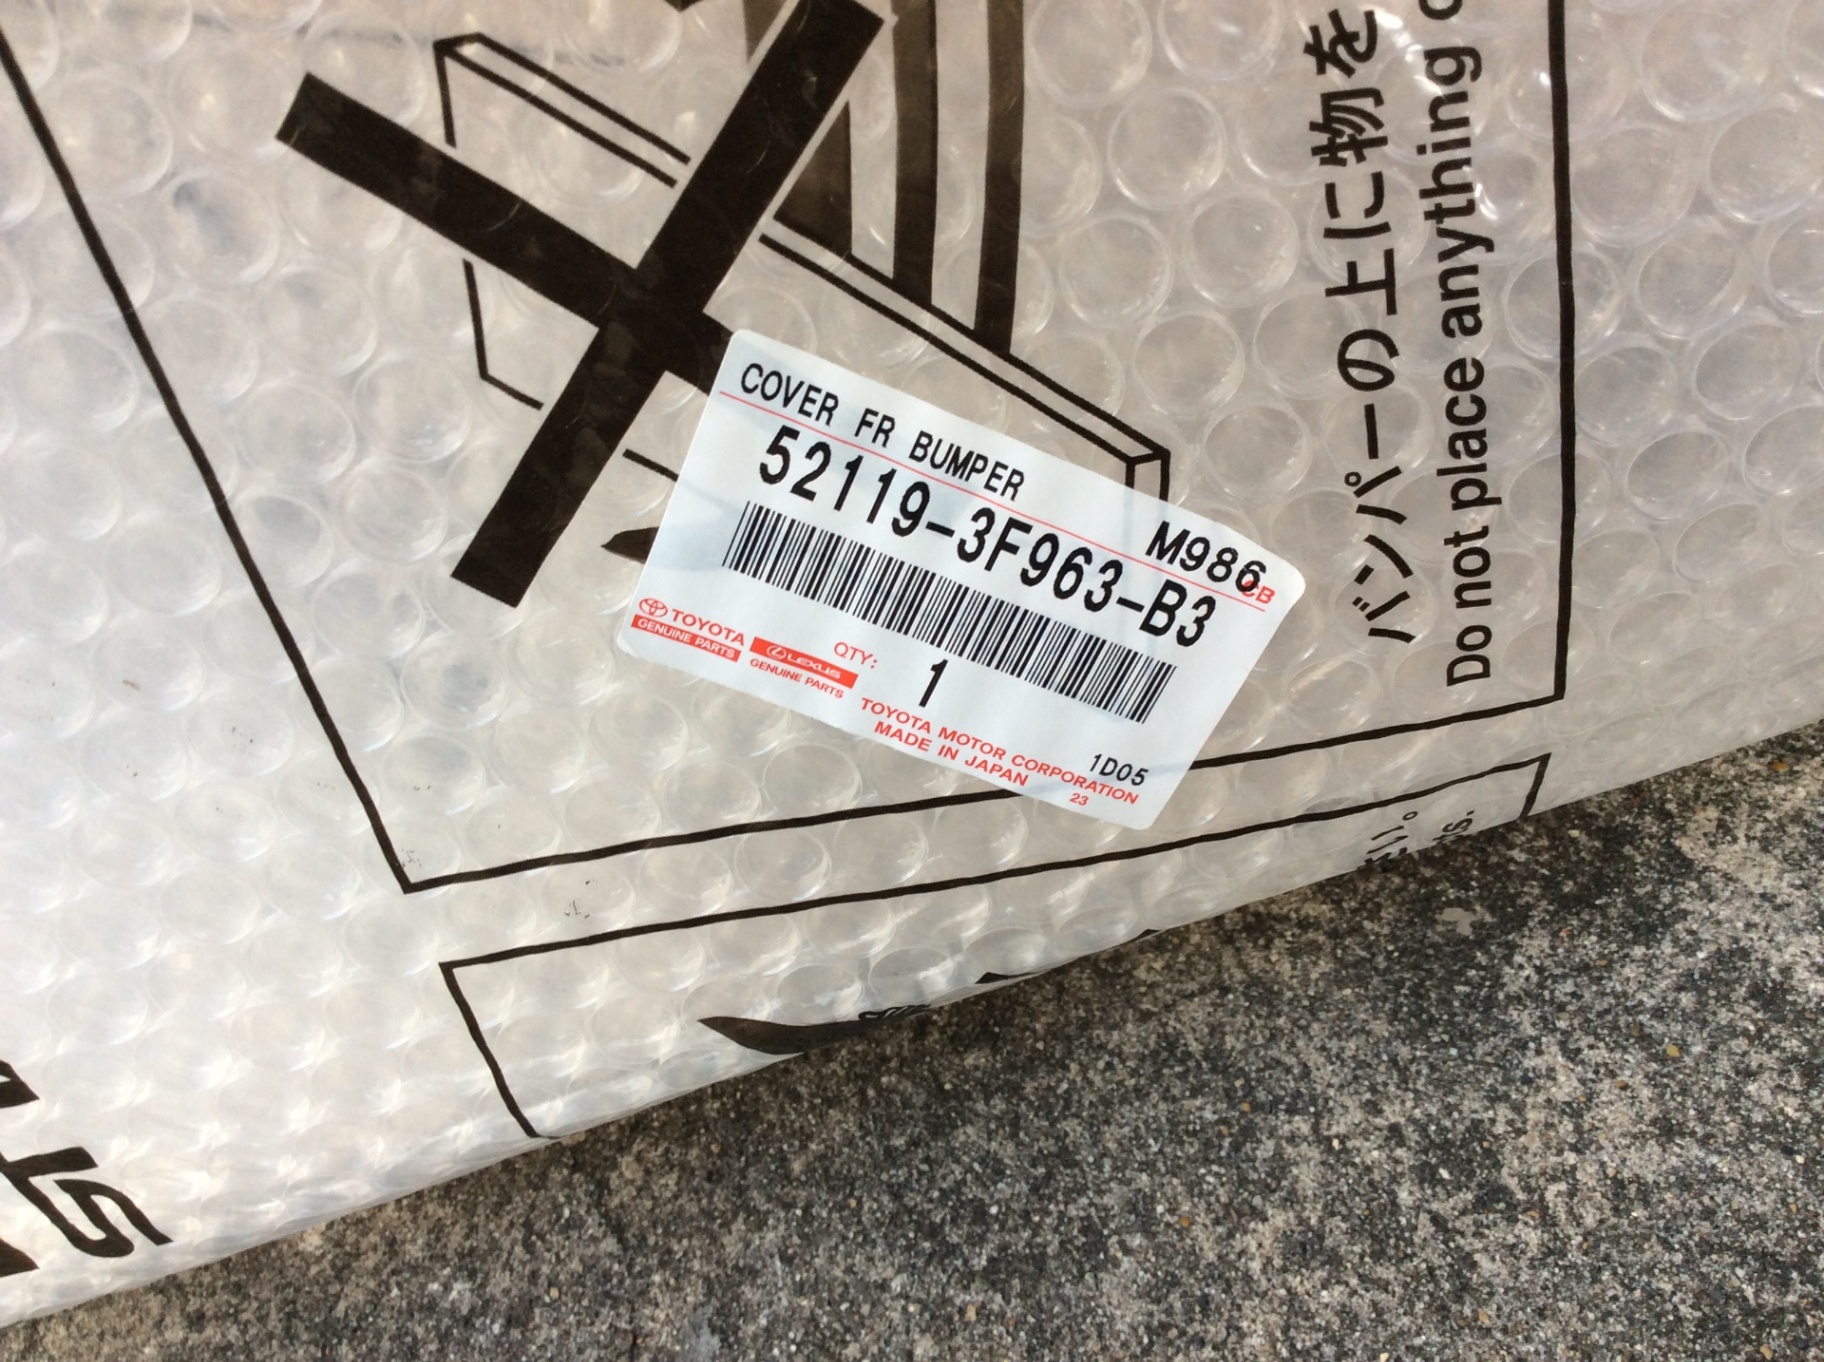 COVER FR BUMPER
M986
CB
52119-3F963-B3
TOYOTA
GENUINE PARTS
LEXUS
GENUINE PARTS
QTY:
1
TOYOTA MOTOR CORPORATION
MADE IN JAPAN
23
1D05
バンパーの上に物を
Do not place anything